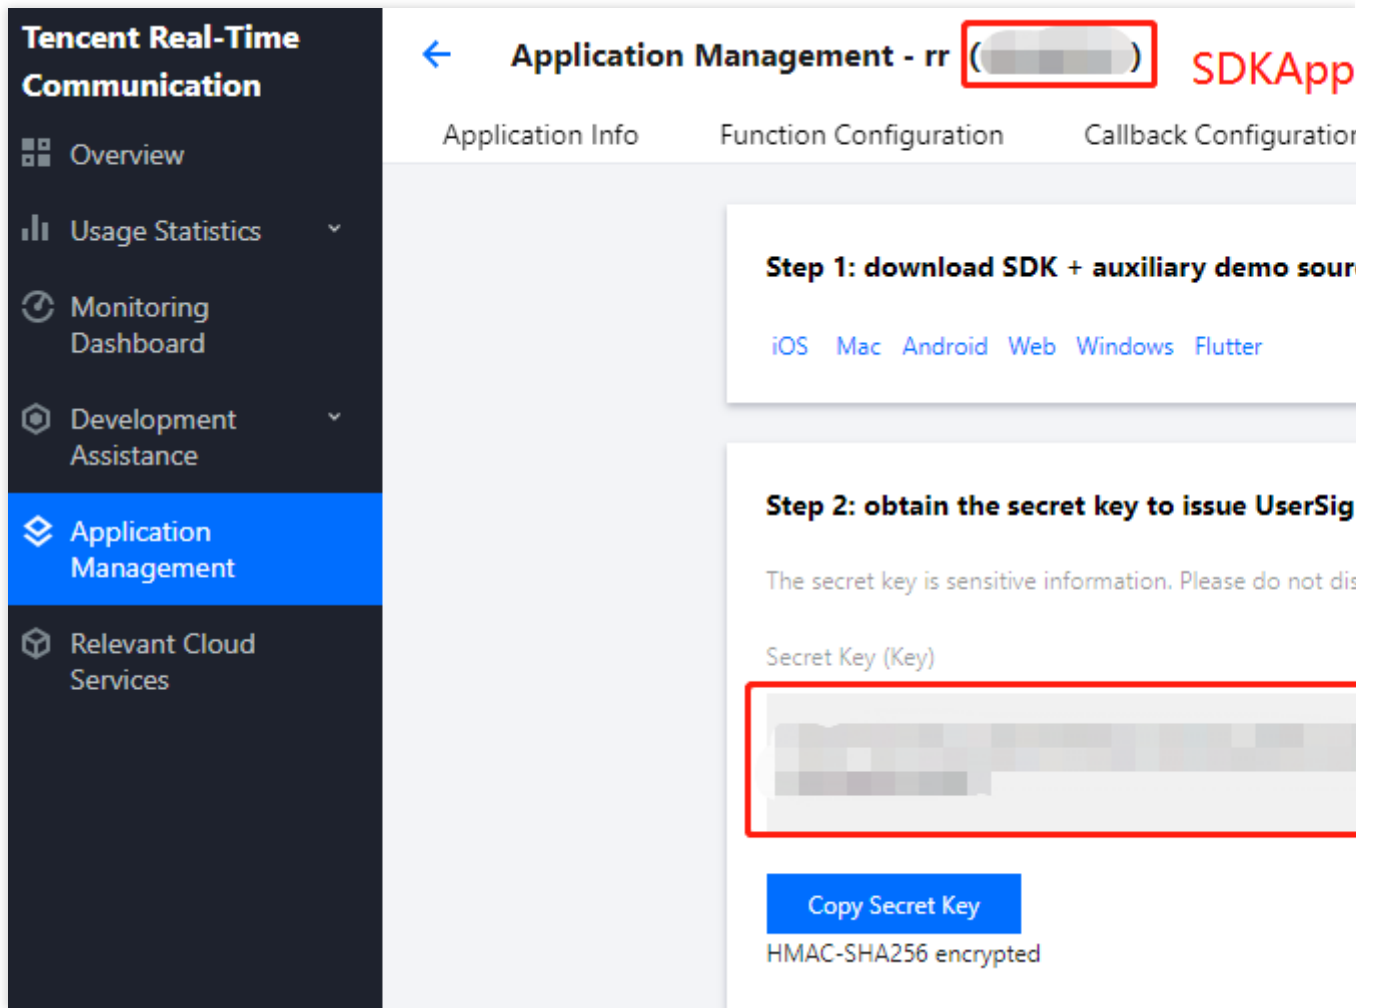 Tencent Real-Time
Communication
Overview
Usage Statistics
Monitoring
Dashboard
Development
Assistance
Application
Management
Relevant Cloud
Services
Application Management - rr ( )
SDKApp
Application Info Function Configuration Callback Configuration
Step 1: download SDK + auxiliary demo sour
iOS Mac Android Web Windows Flutter
Step 2: obtain the secret key to issue UserSig
The secret key is sensitive information. Please do not dis
Secret Key (Key)
Copy Secret Key
HMAC-SHA256 encrypted